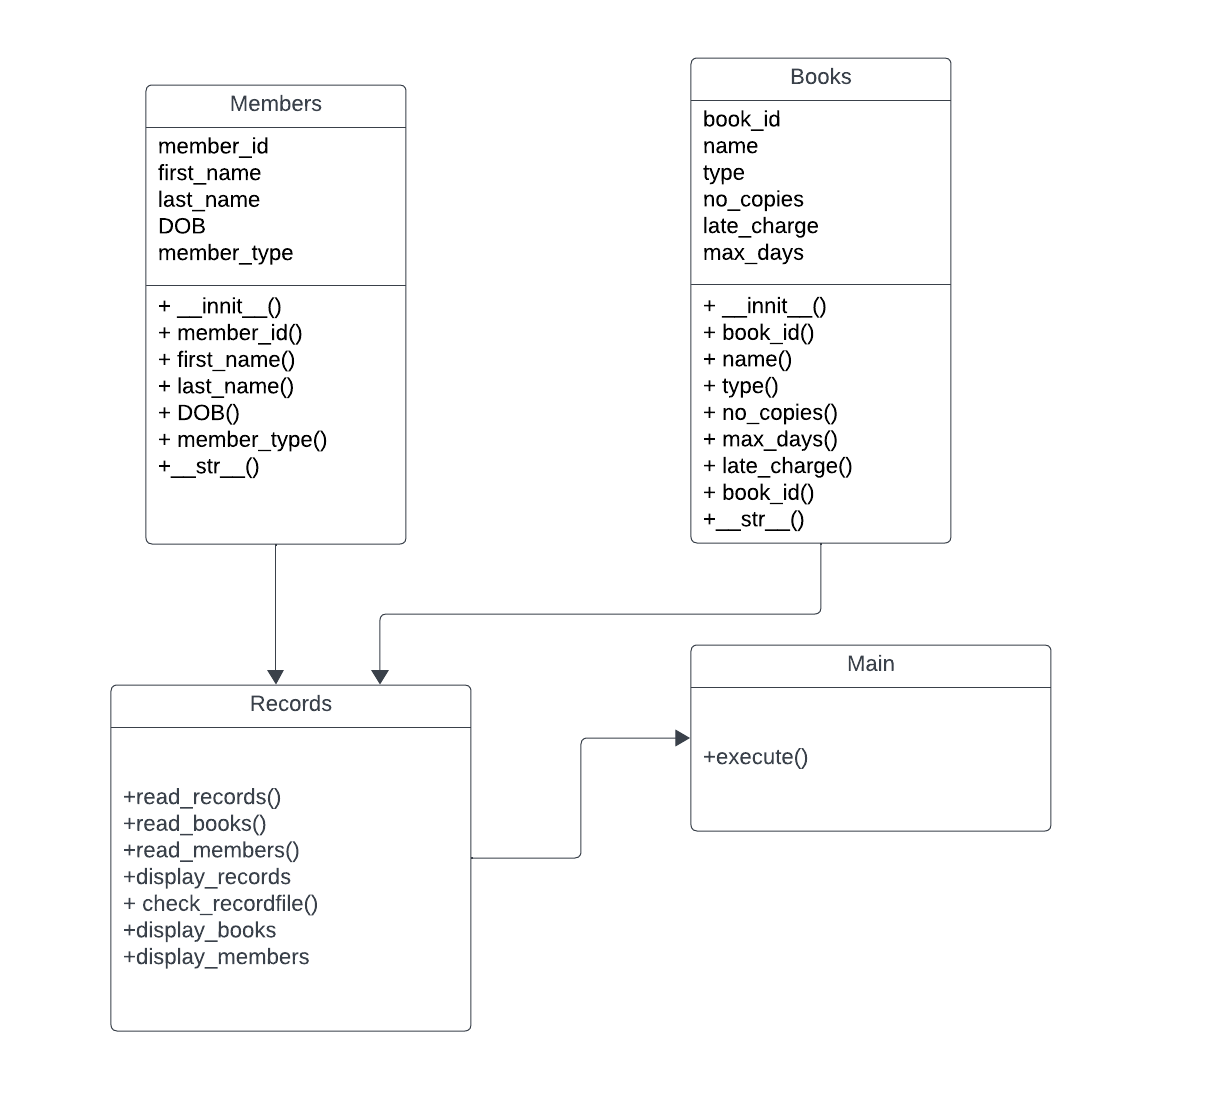 Members
member_id
first_name
last_name
DOB
member_type
+ __innit__()
+ member_id()
+ first_name()
+ last_name()
+ DOB()
+ member_type()
+__str__()
Books
book_id
name
type
no_copies
late_charge
max_days
+ __innit__()
+ book_id()
+ name()
+ type()
+ no_copies()
+ max_days()
+ late_charge()
+ book_id()
+__str__()
Records
+read_records()
+read_books()
+read_members()
+display_records
+ check_recordfile()
+display_books
+display_members
Main
+execute()